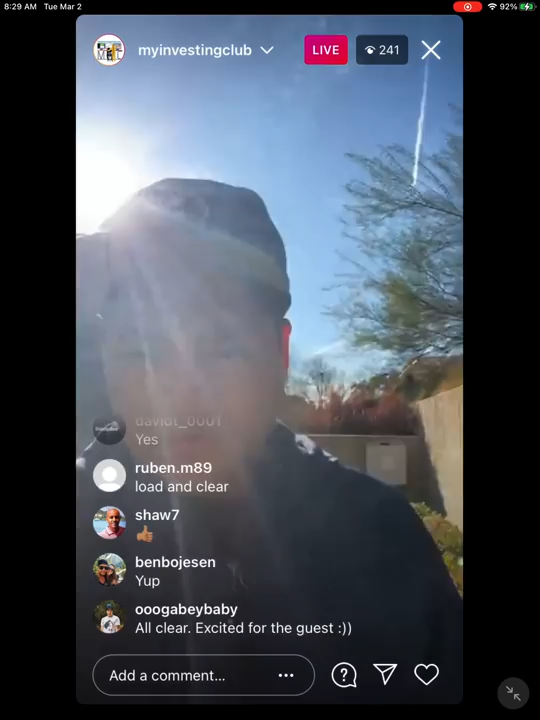 8:29 AM Tue Mar 2
92%
myinvestingclub
LIVE
241
davidt_0001
Yes
ruben.m89
load and clear
shaw7
benbojesen
Yup
ooogabeybaby
All clear. Excited for the guest :))
Add a comment...